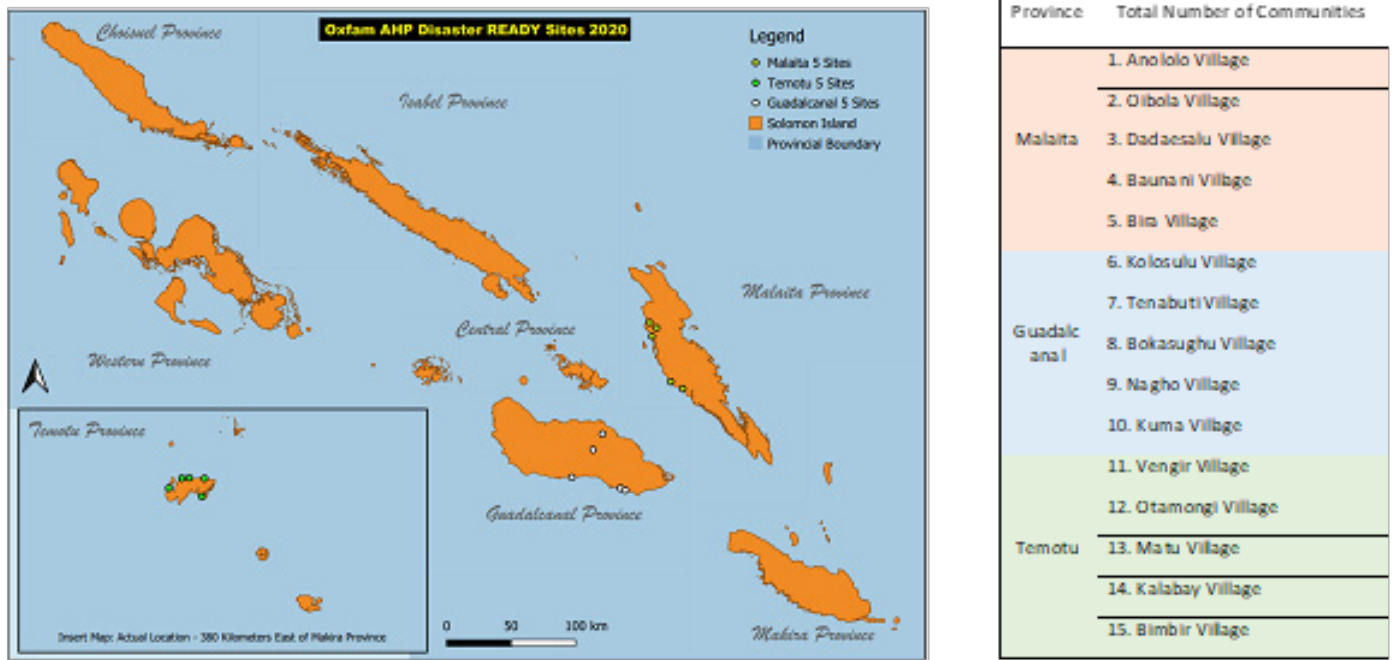 Oxfam AHP Disaster READY Sites 2020
Choisuel Province
Isabel Province
Legend
Malaita 5 Sites
Temotu 5 Sites
Guadalcanal 5 Sites
Solomon Island
Provincial Boundary
Malaita Province
Central Province
Western Province
Temotu Province
Guadalcanal Province
Makira Province
0 50 100 km
Insert Map: Actual Location - 380 Kilometers East of Makira Province
Province Total Number of Communities
Malaita
1. Anololo Village
2. Oibola Village
3. Dadaesalu Village
4. Baunani Village
5. Bira Village
Guadalc
anal
6. Kolosulu Village
7. Tenabuti Village
8. Bokasughu Village
9. Nagho Village
10. Kuma Village
Temotu
11. Vengir Village
12. Otamongi Village
13. Matu Village
14. Kalabay Village
15. Bimbir Village